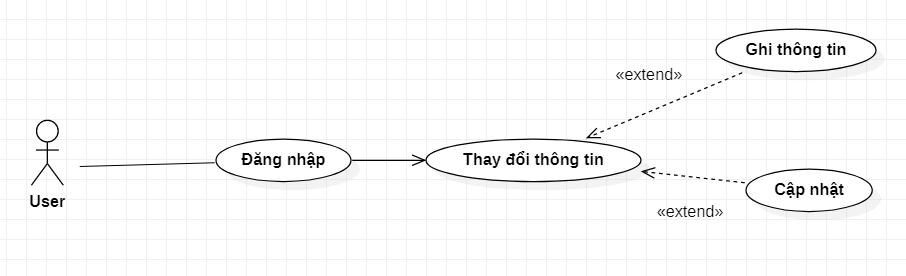 Ghi thông tin
«extend»
Đăng nhập
Thay đổi thông tin
Cập nhật
User
«extend»